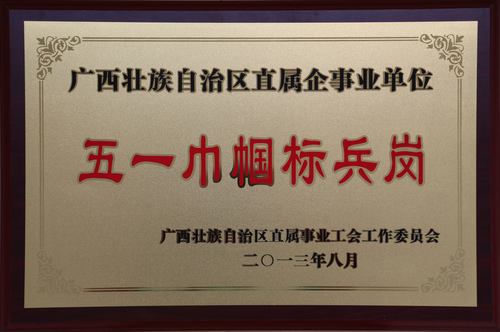 广西壮族自治区直属企事业单位
五一巾帼标兵岗
广西壮族自治区直属事业工会工作委员会
二〇一三年八月